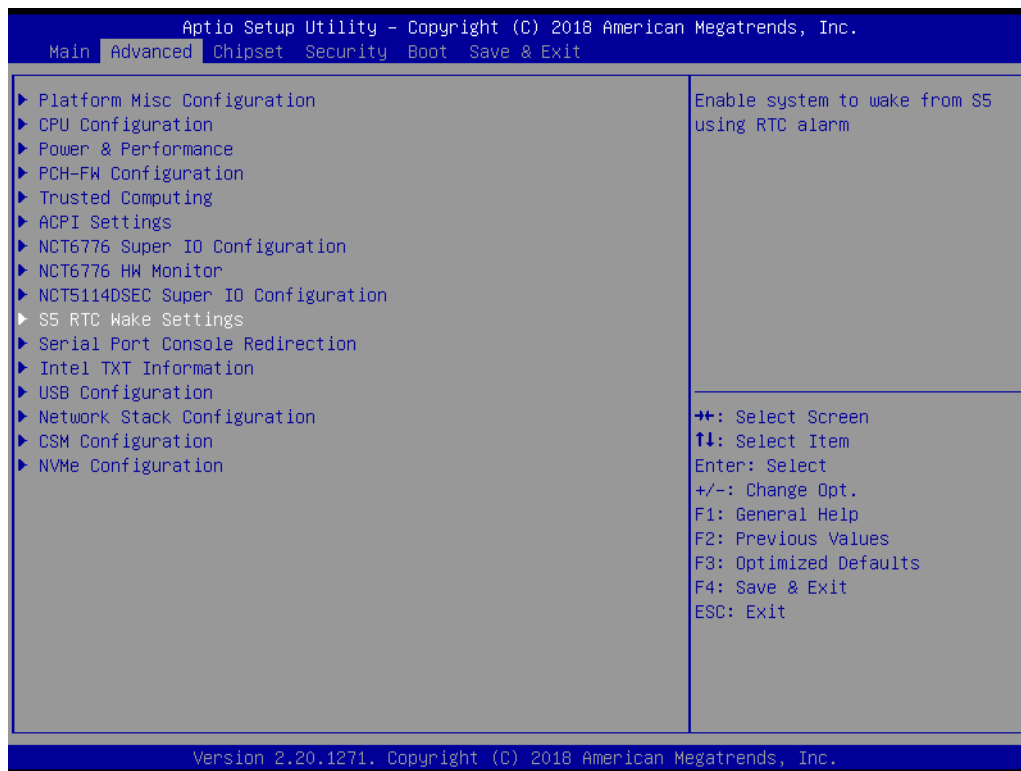 Aptio Setup Utility – Copyright (C) 2018 American Megatrends, Inc.
Main Advanced Chipset Security Boot Save & Exit
▶ Platform Misc Configuration
▶ CPU Configuration
▶ Power & Performance
▶ PCH-FW Configuration
▶ Trusted Computing
▶ ACPI Settings
▶ NCT6776 Super IO Configuration
▶ NCT6776 HW Monitor
▶ NCT5114DSEC Super IO Configuration
▶ S5 RTC Wake Settings
▶ Serial Port Console Redirection
▶ Intel TXT Information
▶ USB Configuration
▶ Network Stack Configuration
▶ CSM Configuration
▶ NVMe Configuration
Enable system to wake from S5
using RTC alarm
→←: Select Screen
↑↓: Select Item
Enter: Select
+/-: Change Opt.
F1: General Help
F2: Previous Values
F3: Optimized Defaults
F4: Save & Exit
ESC: Exit
Version 2.20.1271. Copyright (C) 2018 American Megatrends, Inc.